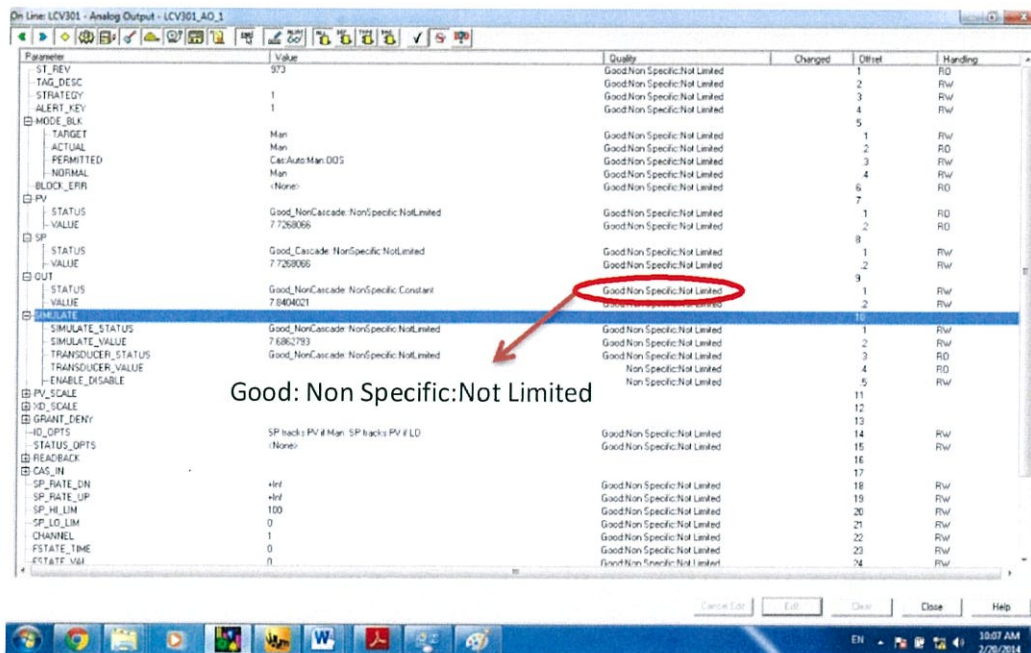 On Line: LCV301 - Analog Output - LCV301_AO_1
Parameter Value Quality Changed Offset Handling
ST_REV 973 Good:Non Specific:Not Limited 1 RO
TAG_DESC Good:Non Specific:Not Limited 2 RW
STRATEGY 1 Good:Non Specific:Not Limited 3 RW
ALERT_KEY 1 Good:Non Specific:Not Limited 4 RW
MODE_BLK 5
TARGET Man Good:Non Specific:Not Limited .1 RW
ACTUAL Man Good:Non Specific:Not Limited .2 RO
PERMITTED Cas:Auto:Man:OOS Good:Non Specific:Not Limited .3 RW
NORMAL Man Good:Non Specific:Not Limited .4 RW
BLOCK_ERR <None> Good:Non Specific:Not Limited 6 RO
PV 7
STATUS Good_NonCascade: NonSpecific:NotLimited Good:Non Specific:Not Limited .1 RO
VALUE 7.7268066 Good:Non Specific:Not Limited .2 RO
SP 8
STATUS Good_Cascade: NonSpecific:NotLimited Good:Non Specific:Not Limited .1 RW
VALUE 7.7268066 Good:Non Specific:Not Limited .2 RW
OUT 9
STATUS Good_NonCascade: NonSpecific:Constant Good:Non Specific:Not Limited .1 RW
VALUE 7.8404021 Good:Non Specific:Not Limited .2 RW
SIMULATE 10
SIMULATE_STATUS Good_NonCascade: NonSpecific:NotLimited Good:Non Specific:Not Limited .1 RW
SIMULATE_VALUE 7.6862793 Good:Non Specific:Not Limited .2 RW
TRANSDUCER_STATUS Good_NonCascade: NonSpecific:NotLimited Good:Non Specific:Not Limited .3 RO
TRANSDUCER_VALUE Non Specific:Not Limited .4 RO
ENABLE_DISABLE Non Specific:Not Limited .5 RW
Good: Non Specific:Not Limited
PV_SCALE 11
XD_SCALE 12
GRANT_DENY 13
IO_OPTS SP tracks PV if Man: SP tracks PV if LO Good:Non Specific:Not Limited 14 RW
STATUS_OPTS <None> Good:Non Specific:Not Limited 15 RW
READBACK 16
CAS_IN 17
SP_RATE_DN +Inf Good:Non Specific:Not Limited 18 RW
SP_RATE_UP +Inf Good:Non Specific:Not Limited 19 RW
SP_HI_LIM 100 Good:Non Specific:Not Limited 20 RW
SP_LO_LIM 0 Good:Non Specific:Not Limited 21 RW
CHANNEL 1 Good:Non Specific:Not Limited 22 RW
FSTATE_TIME 0 Good:Non Specific:Not Limited 23 RW
FSTATE_VAL 0 Good:Non Specific:Not Limited 24 RW
Cancel Edit Edit Clear Close Help
EN 10:07 AM
2/20/2014